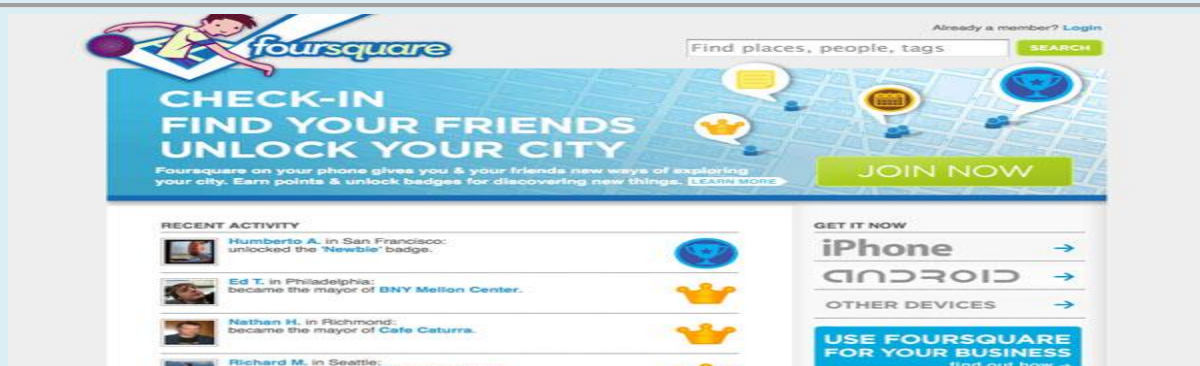 foursquare
Already a member? Login
Find places, people, tags
SEARCH
CHECK-IN
FIND YOUR FRIENDS
UNLOCK YOUR CITY
Foursquare on your phone gives you & your friends new ways of exploring
your city. Earn points & unlock badges for discovering new things. LEARN MORE
JOIN NOW
RECENT ACTIVITY
Humberto A. in San Francisco:
unlocked the 'Newbie' badge.
Ed T. in Philadelphia:
became the mayor of BNY Mellon Center.
Nathan H. in Richmond:
became the mayor of Cafe Caturra.
Richard M. in Seattle:
GET IT NOW
iPhone →
ANDROID →
OTHER DEVICES →
USE FOURSQUARE
FOR YOUR BUSINESS
find out how →